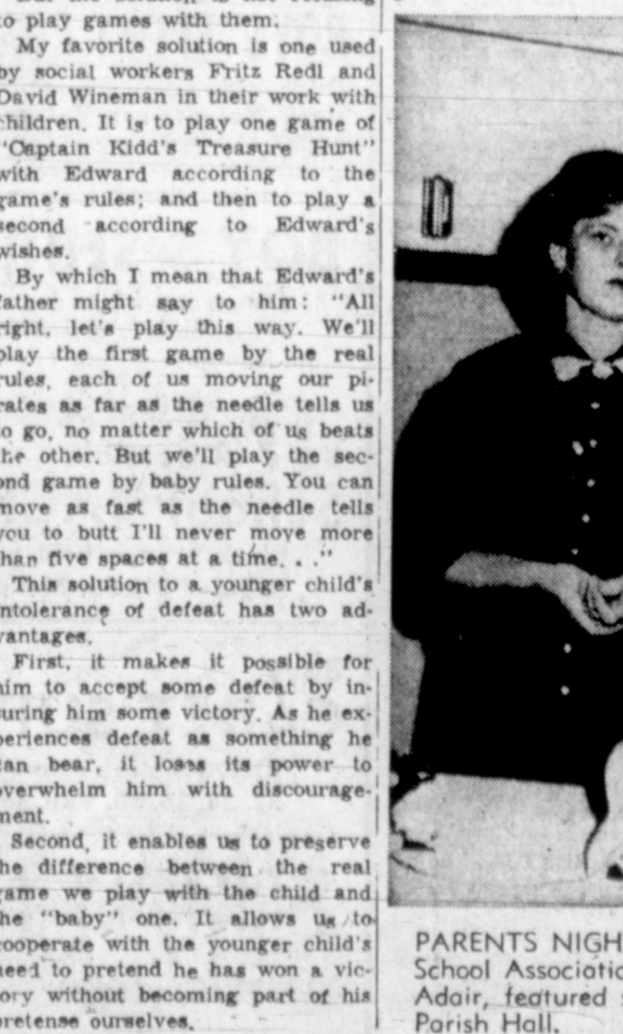 to play games with them.
My favorite solution is one used
by social workers Fritz Redl and
David Wineman in their work with
children. It is to play one game of
"Captain Kidd's Treasure Hunt"
with Edward according to the
game's rules; and then to play a
second according to Edward's
wishes.
By which I mean that Edward's
father might say to him: "All
right, let's play this way. We'll
play the first game by the real
rules, each of us moving our pi-
rates as far as the needle tells us
to go, no matter which of us beats
the other. But we'll play the sec-
ond game by baby rules. You can
move as fast as the needle tells
you to butt I'll never move more
than five spaces at a time. . ."
This solution to a younger child's
intolerance of defeat has two ad-
vantages.
First, it makes it possible for
him to accept some defeat by in-
suring him some victory. As he ex-
periences defeat as something he
can bear, it loses its power to
overwhelm him with discourage-
ment.
Second, it enables us to preserve
the difference between the real
game we play with the child and
the "baby" one. It allows us to
cooperate with the younger child's
need to pretend he has won a vic-
tory without becoming part of his
pretense ourselves.
PARENTS NIGH
School Associatio
Adair, featured s
Parish Hall.